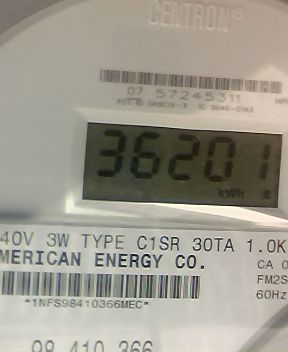 CENTRON®
07 57245311
36201
kWh
40V 3W TYPE C1SR 30TA 1.0K
MERICAN ENERGY CO.
CA 0
*1NFS98410366MEC*
FM2S
60Hz
98 410 366